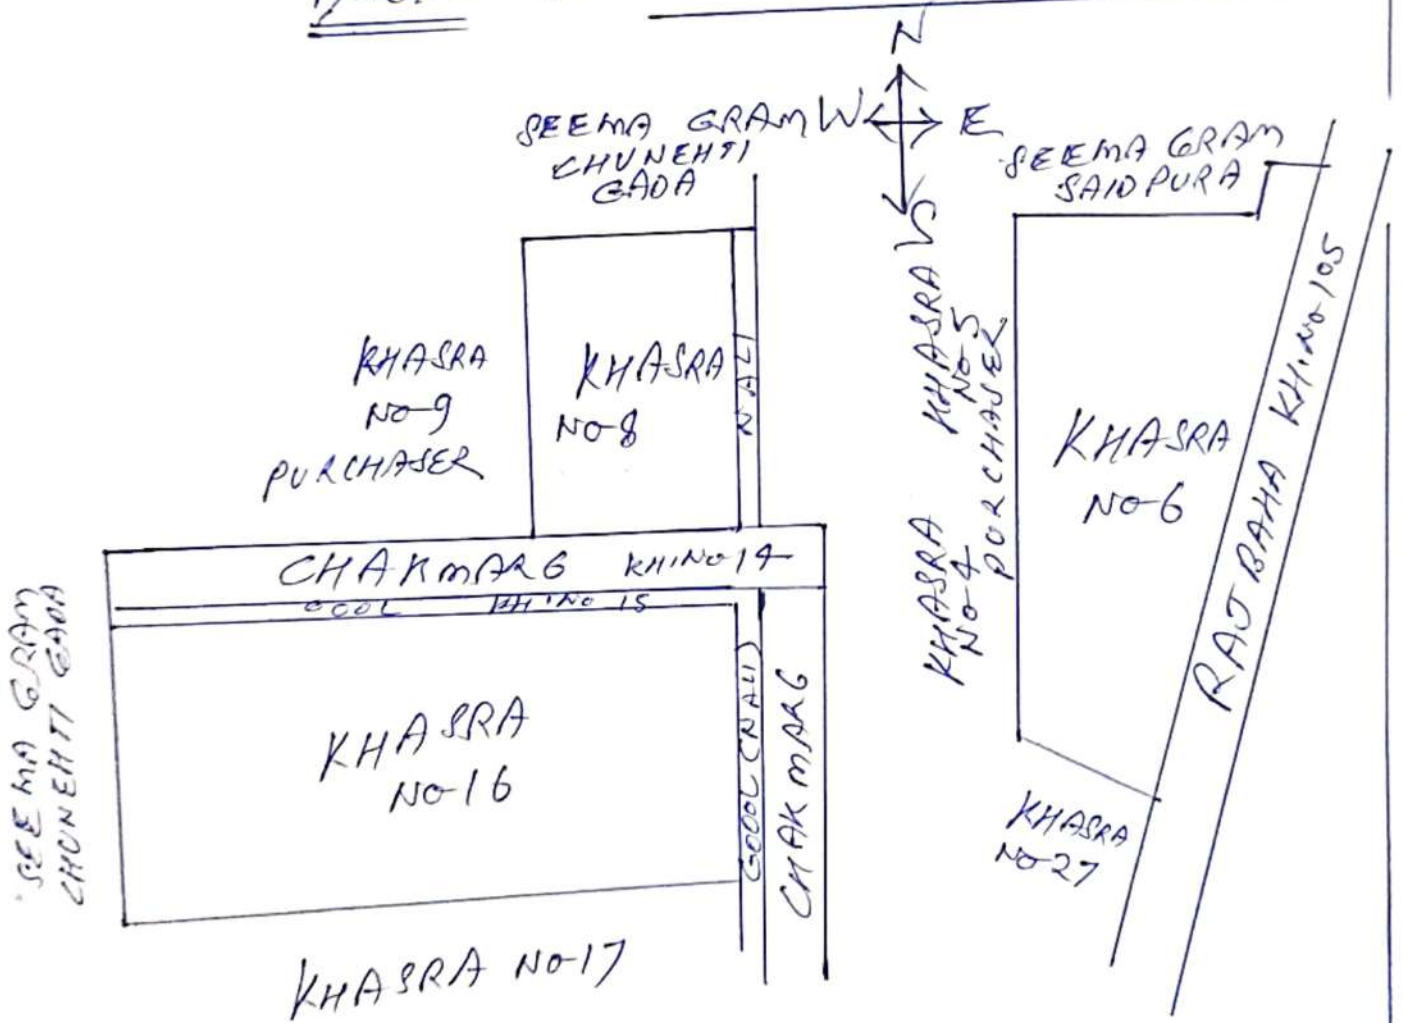 N
W E
S
SEEMA GRAM
CHUNEHTI
GADA
SEEMA GRAM
SAIDPURA
KHASRA
NO-9
PURCHASER
KHASRA
NO-8
NALI
KHASRA
NO-5
KHASRA
NO-4
PURCHASER
KHASRA
NO-6
RAJBAHA KH.NO-105
CHAKMARG KH.NO 14
GOOL KH.NO 15
SEEMA GRAM
CHUNEHTI GADA
KHASRA
NO-16
GOOL (NALI)
CHAKMARG
KHASRA
NO-27
KHASRA NO-17